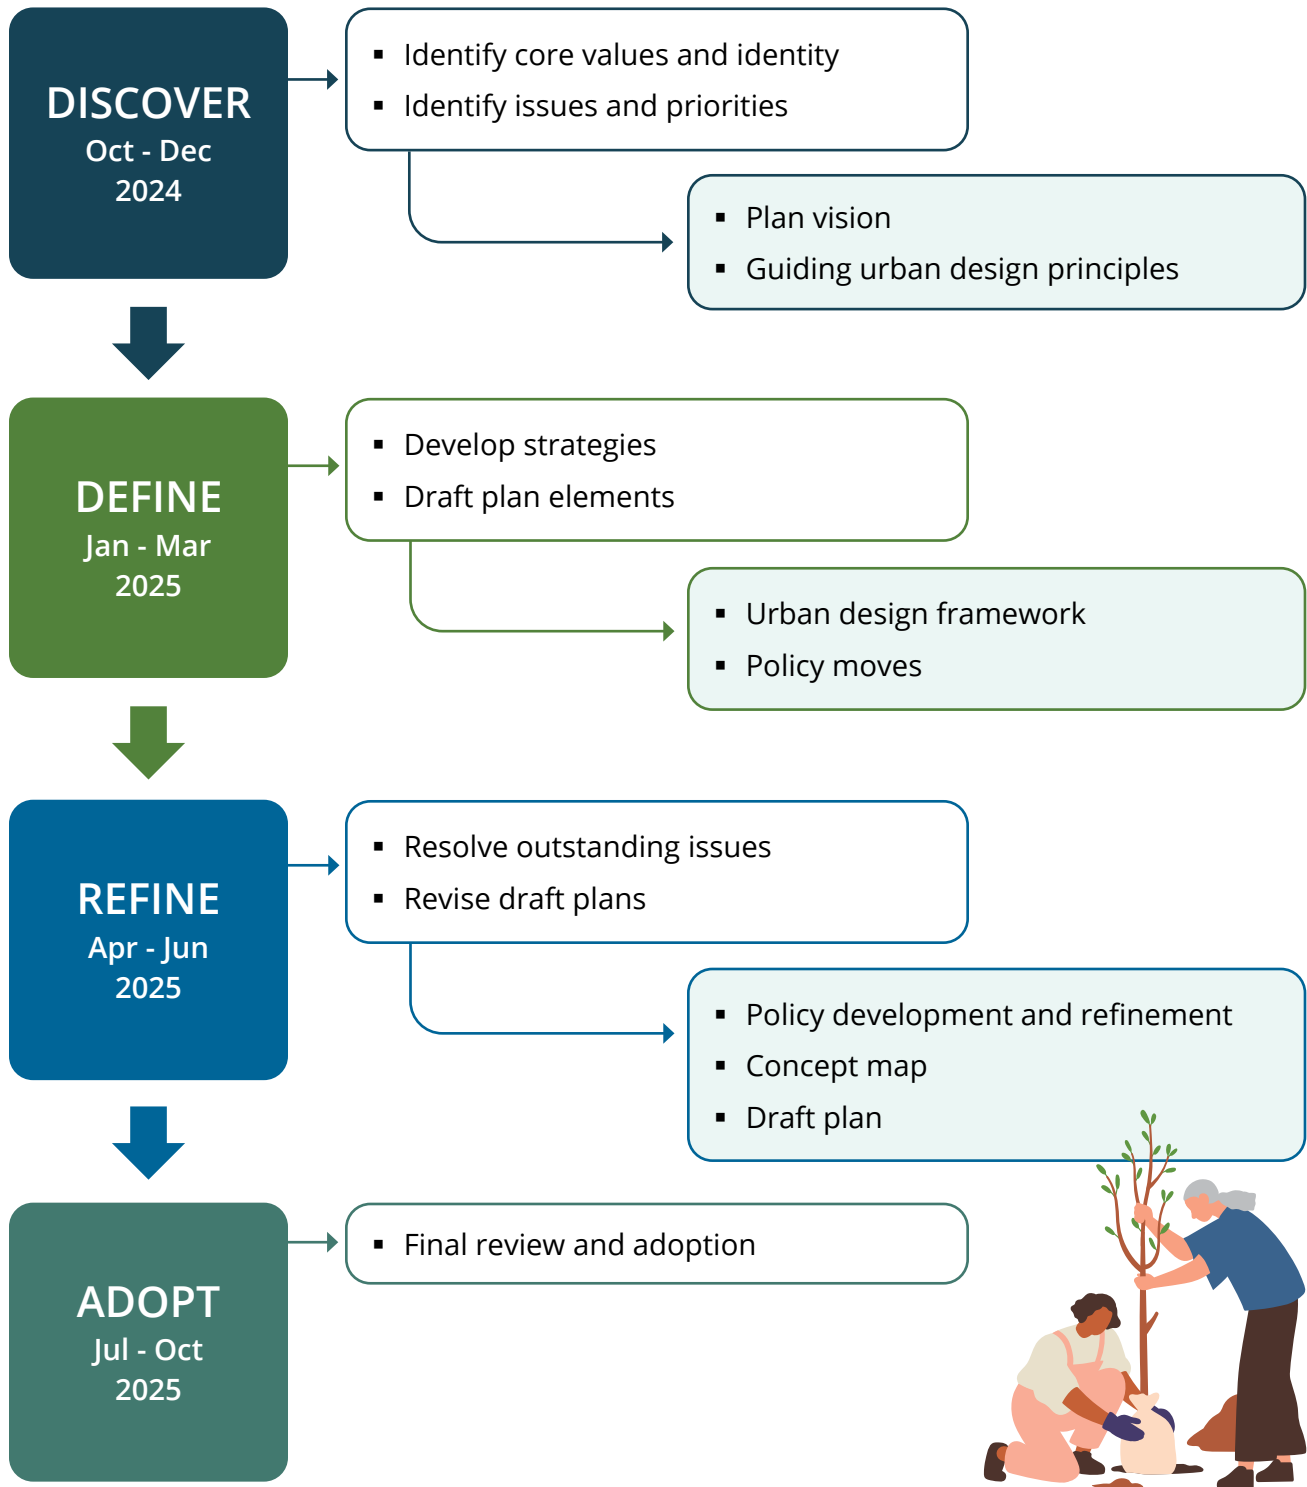 DISCOVER
Oct - Dec
2024
▪ Identify core values and identity
▪ Identify issues and priorities
▪ Plan vision
▪ Guiding urban design principles
DEFINE
Jan - Mar
2025
▪ Develop strategies
▪ Draft plan elements
▪ Urban design framework
▪ Policy moves
REFINE
Apr - Jun
2025
▪ Resolve outstanding issues
▪ Revise draft plans
▪ Policy development and refinement
▪ Concept map
▪ Draft plan
ADOPT
Jul - Oct
2025
▪ Final review and adoption